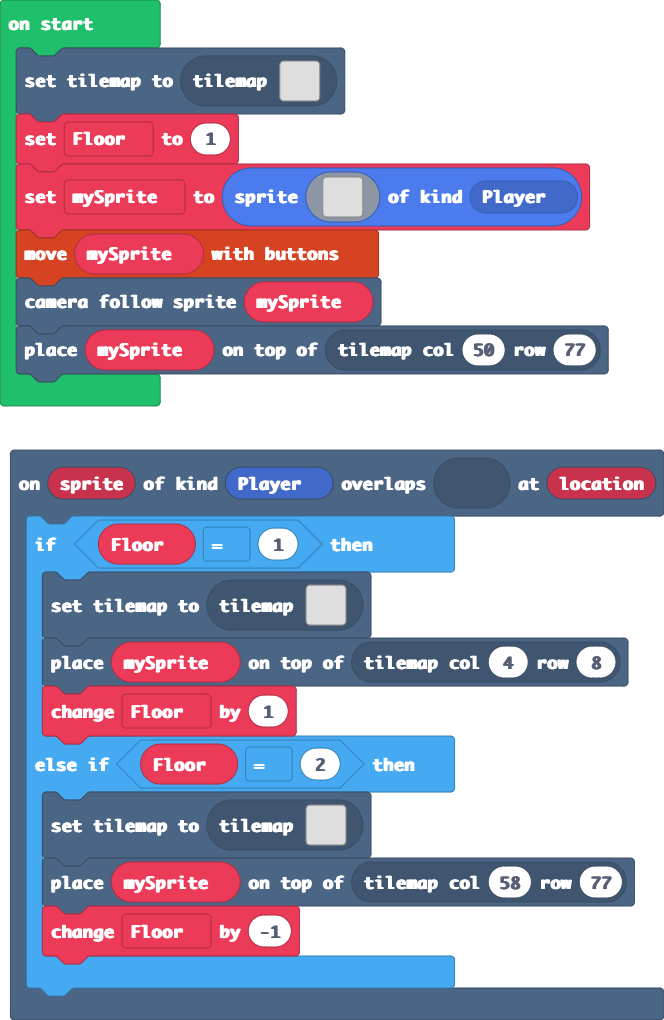 on start
set tilemap to tilemap
set Floor to 1
set mySprite to sprite of kind Player
move mySprite with buttons
camera follow sprite mySprite
place mySprite on top of tilemap col 50 row 77
on sprite of kind Player overlaps at location
if Floor = 1 then
set tilemap to tilemap
place mySprite on top of tilemap col 4 row 8
change Floor by 1
else if Floor = 2 then
set tilemap to tilemap
place mySprite on top of tilemap col 58 row 77
change Floor by -1